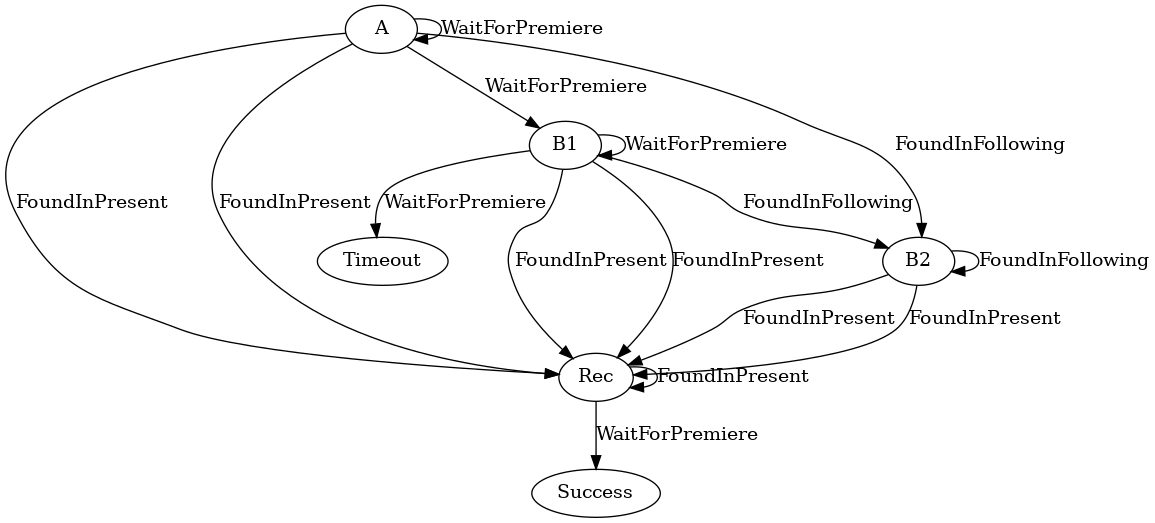 A
WaitForPremiere
WaitForPremiere
B1
WaitForPremiere
FoundInFollowing
FoundInPresent
FoundInPresent
WaitForPremiere
FoundInFollowing
Timeout
FoundInPresent
FoundInPresent
B2
FoundInFollowing
FoundInPresent
FoundInPresent
Rec
FoundInPresent
WaitForPremiere
Success